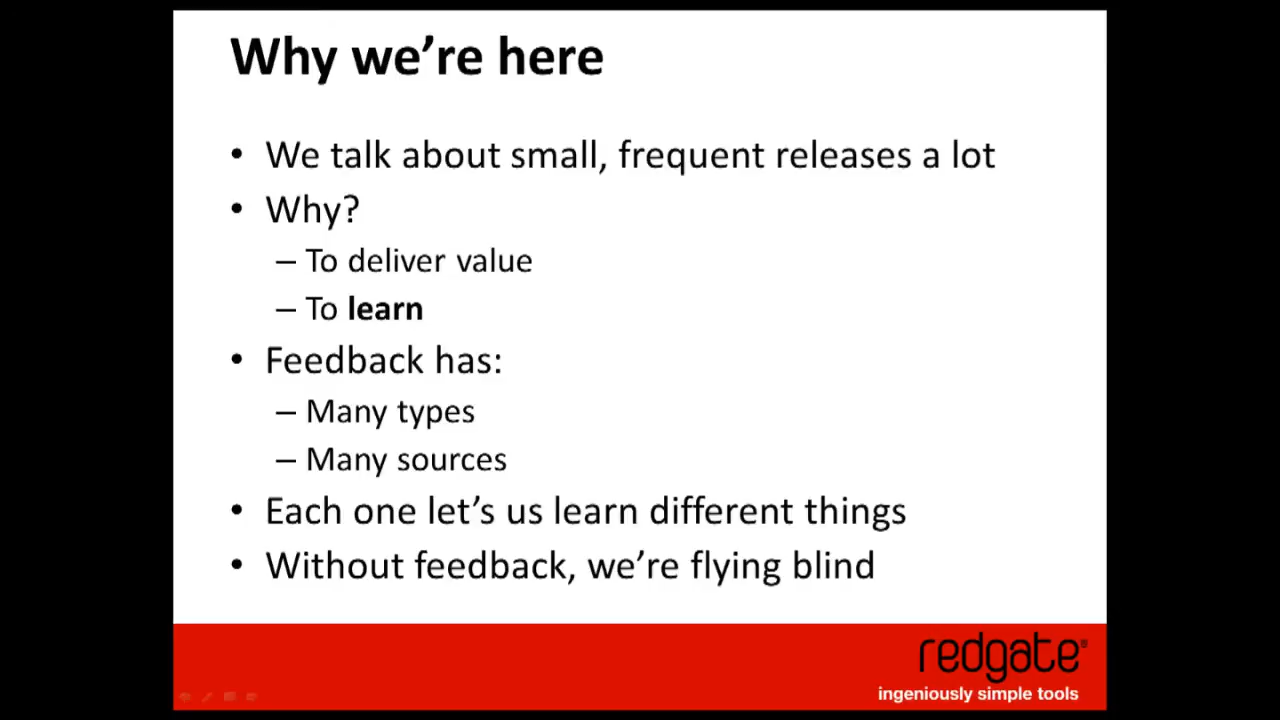 Why we're here
• We talk about small, frequent releases a lot
• Why?
– To deliver value
– To learn
• Feedback has:
– Many types
– Many sources
• Each one let's us learn different things
• Without feedback, we're flying blind
redgate®
ingeniously simple tools